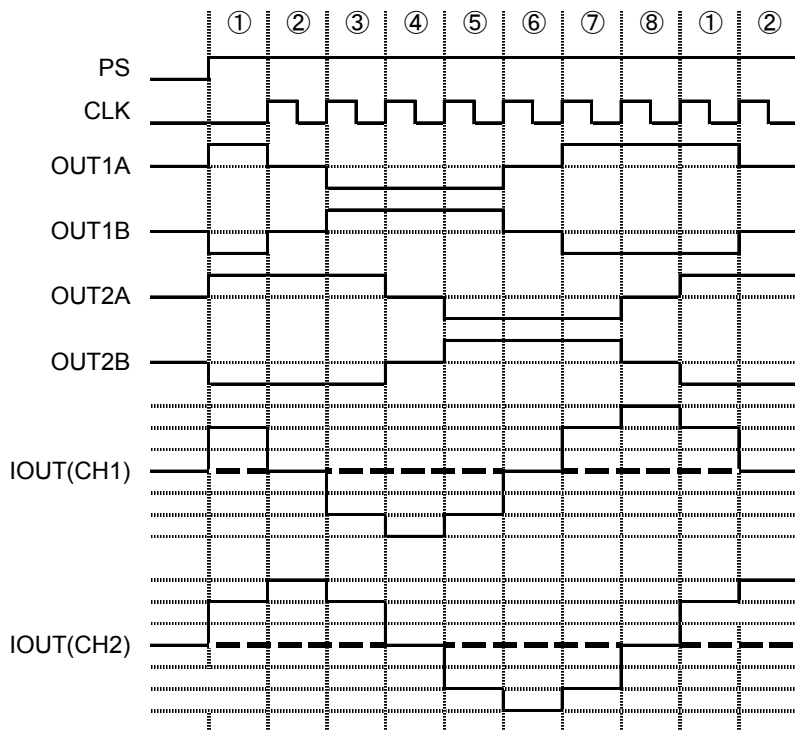 ① ② ③ ④ ⑤ ⑥ ⑦ ⑧ ① ②
PS
CLK
OUT1A
OUT1B
OUT2A
OUT2B
IOUT(CH1)
IOUT(CH2)